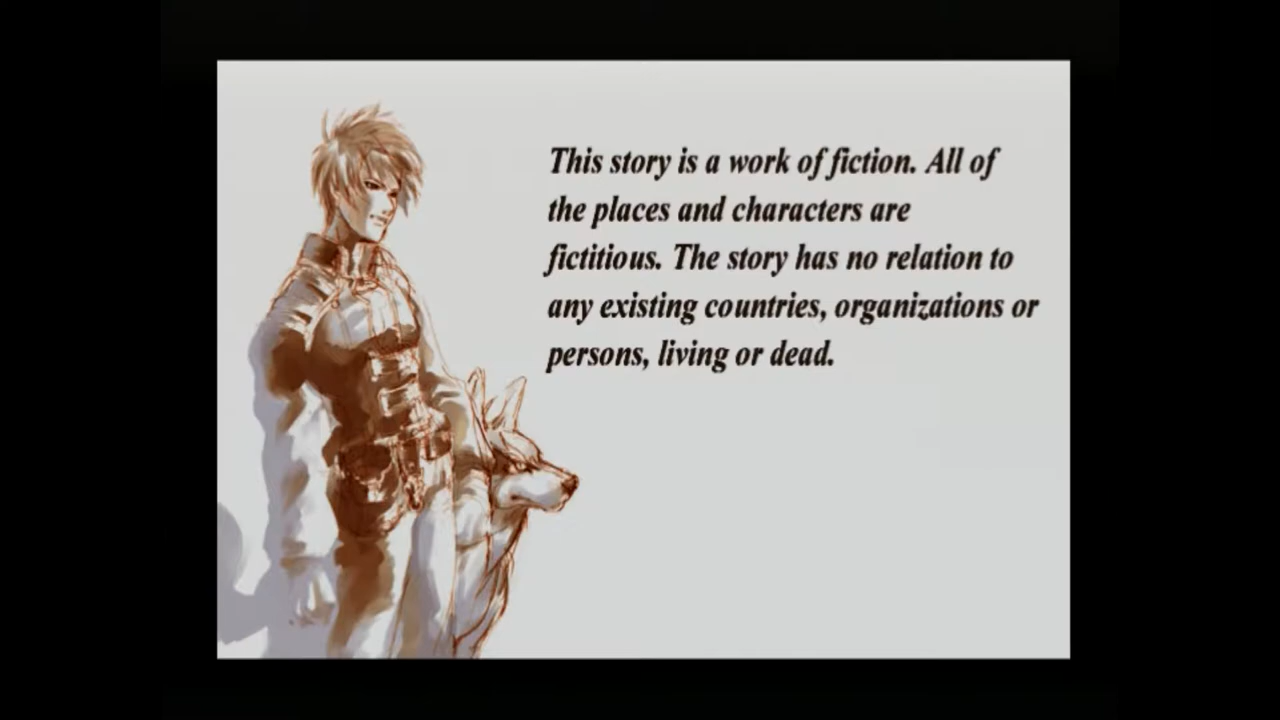 This story is a work of fiction. All of
the places and characters are
fictitious. The story has no relation to
any existing countries, organizations or
persons, living or dead.